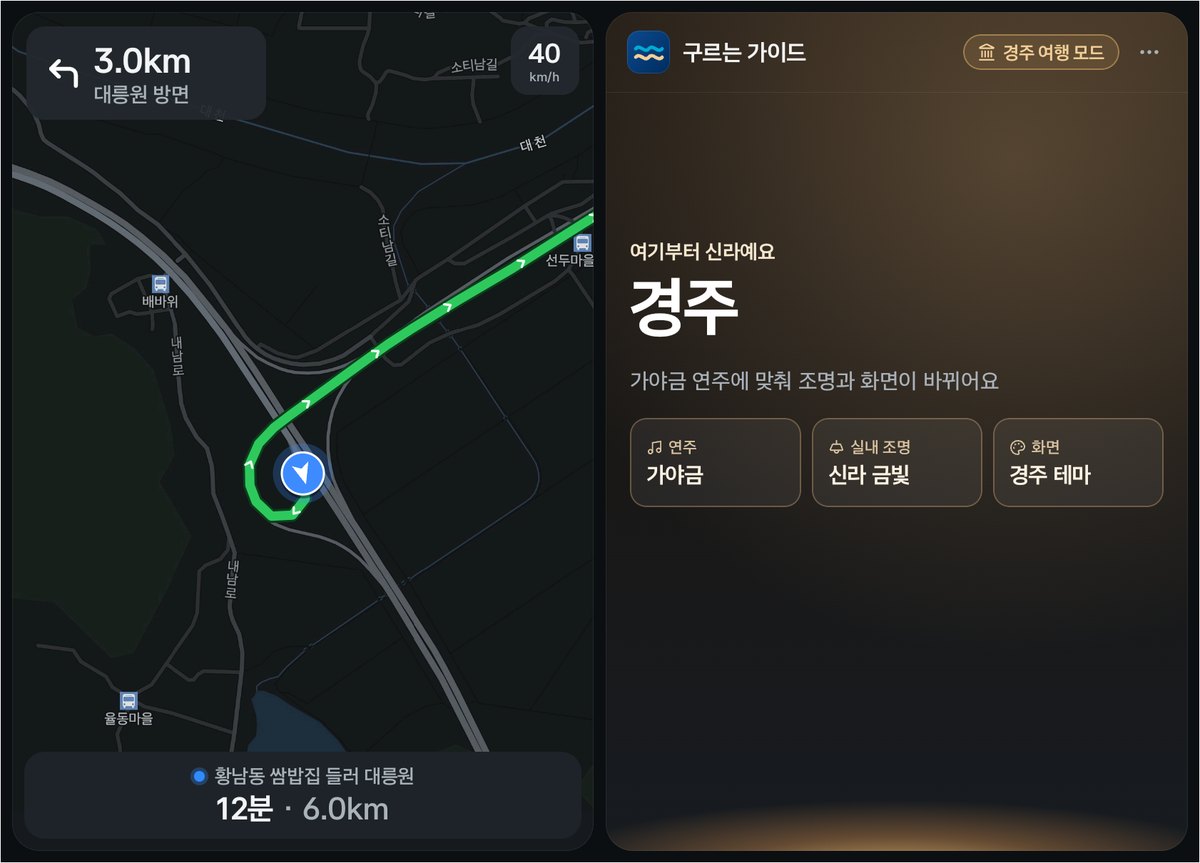 3.0km
대릉원 방면
40
km/h
소티남길
대천
대천
소티남길
선두마을
배바위
내남로
내남로
율동마을
황남동 쌈밥집 들러 대릉원
12분 · 6.0km
구르는 가이드
경주 여행 모드
여기부터 신라예요
경주
가야금 연주에 맞춰 조명과 화면이 바뀌어요
연주
가야금
실내 조명
신라 금빛
화면
경주 테마